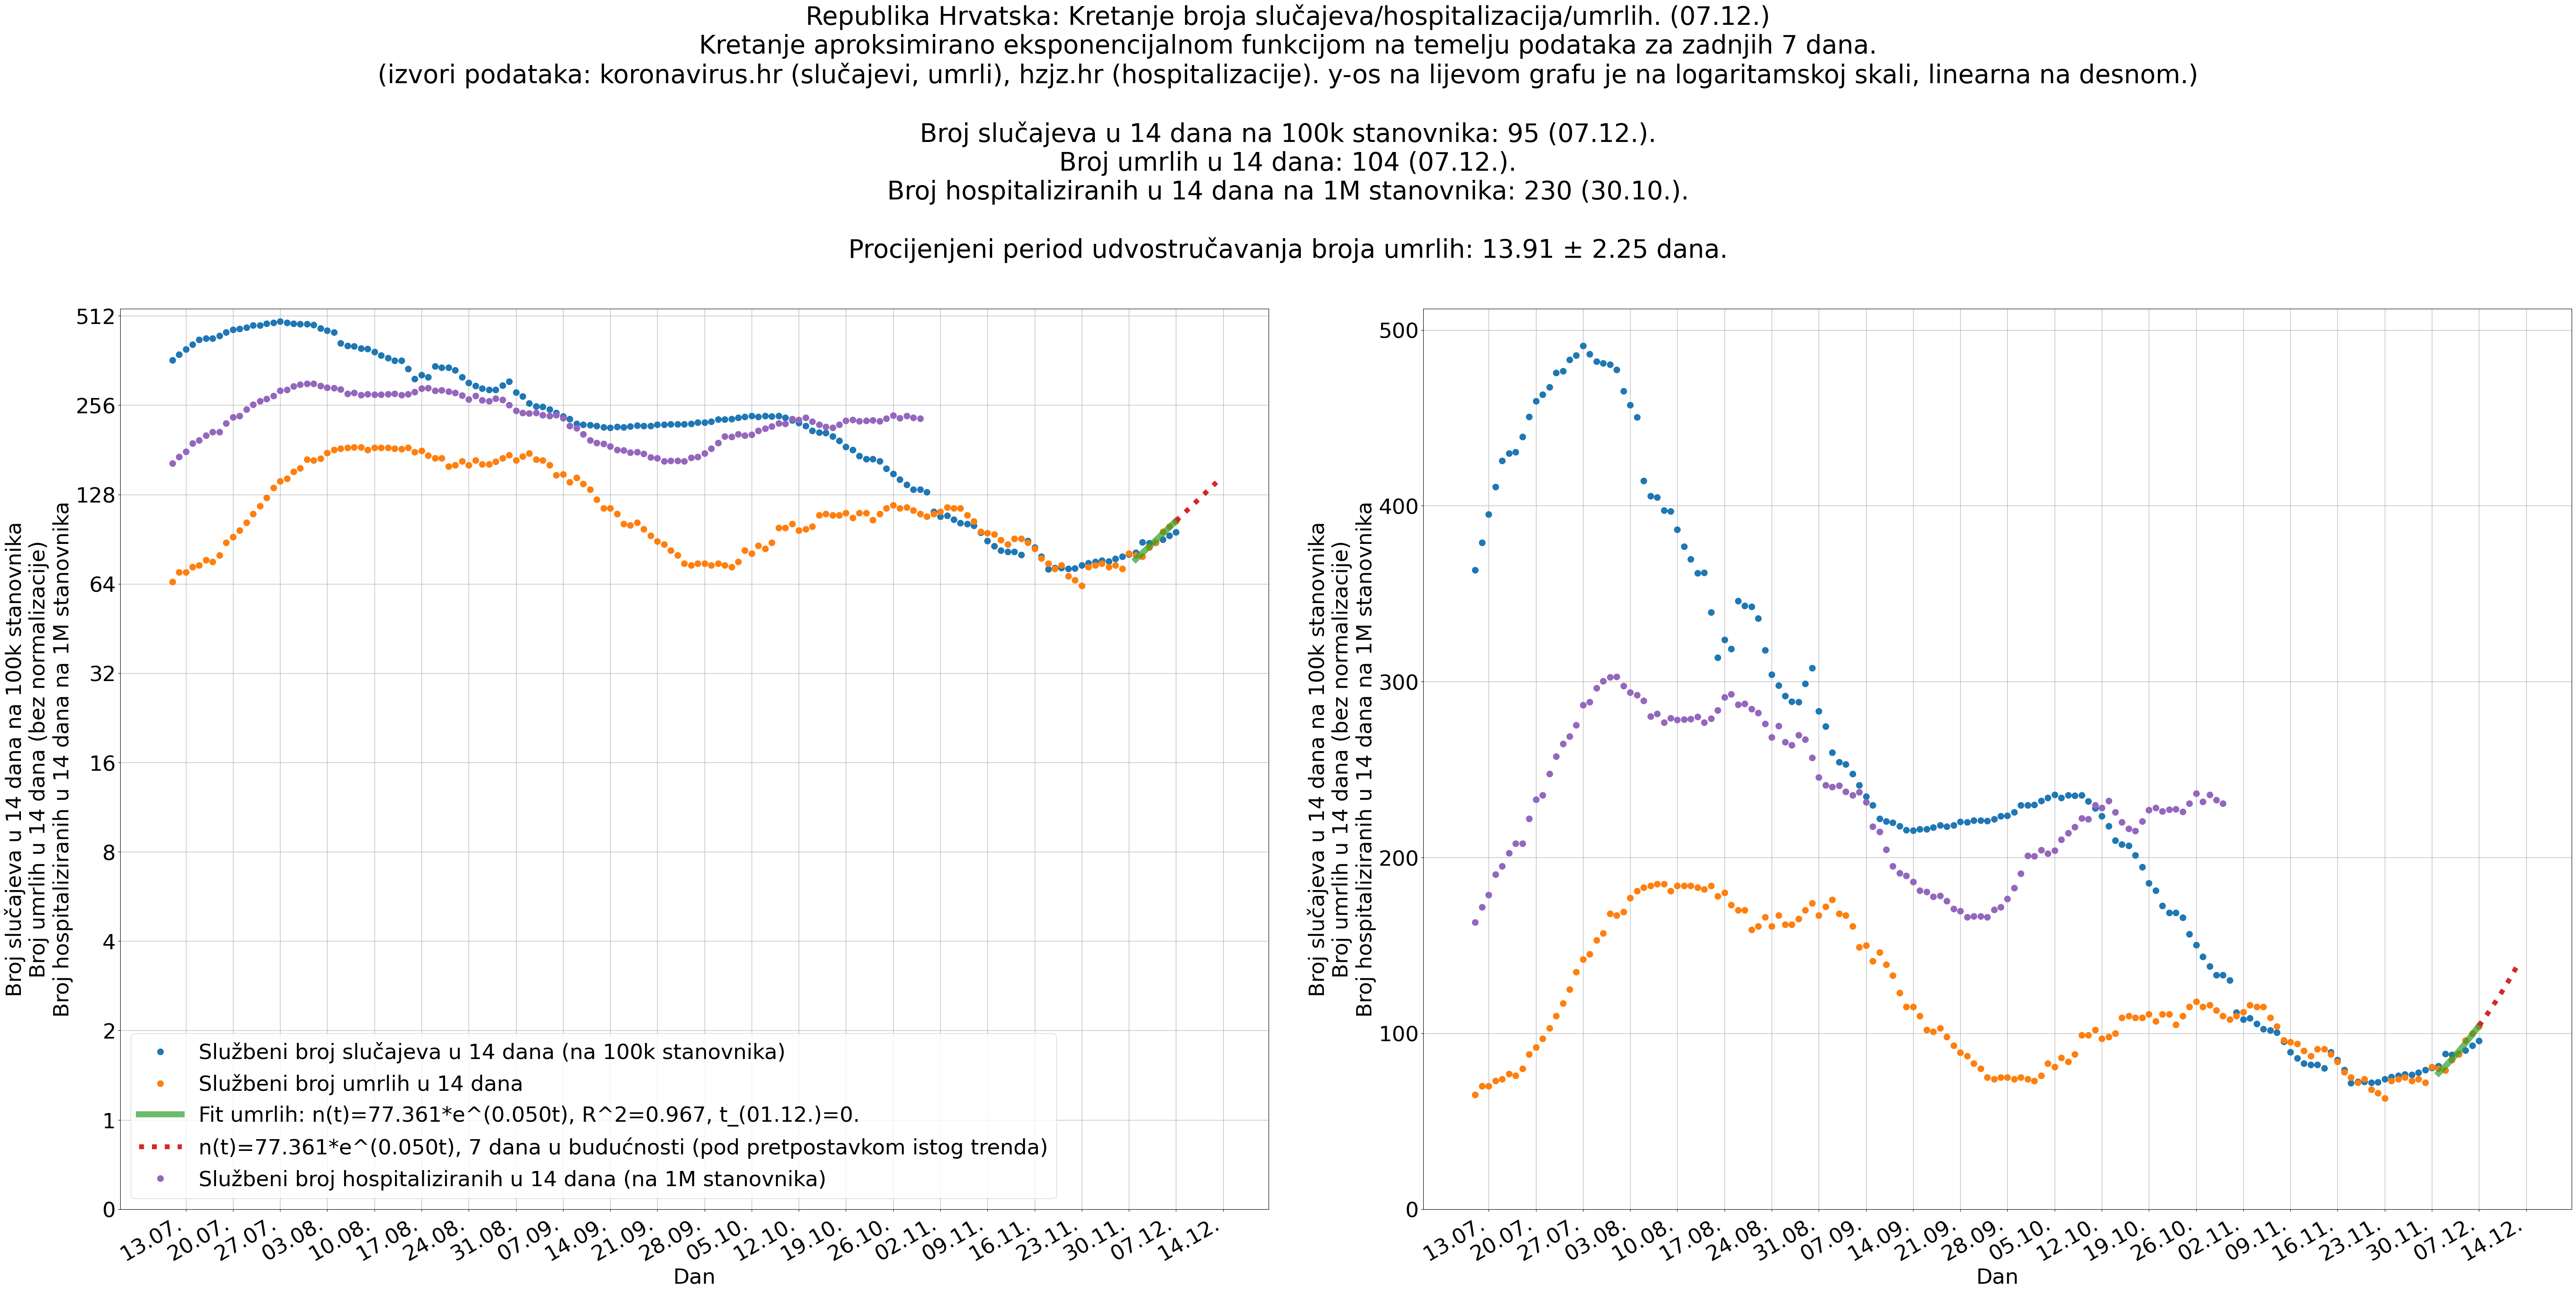 Republika Hrvatska: Kretanje broja slučajeva/hospitalizacija/umrlih. (07.12.)
Kretanje aproksimirano eksponencijalnom funkcijom na temelju podataka za zadnjih 7 dana.
(izvori podataka: koronavirus.hr (slučajevi, umrli), hzjz.hr (hospitalizacije). y-os na lijevom grafu je na logaritamskoj skali, linearna na desnom.)
Broj slučajeva u 14 dana na 100k stanovnika: 95 (07.12.).
Broj umrlih u 14 dana: 104 (07.12.).
Broj hospitaliziranih u 14 dana na 1M stanovnika: 230 (30.10.).
Procijenjeni period udvostručavanja broja umrlih: 13.91 ± 2.25 dana.
Broj slučajeva u 14 dana na 100k stanovnika
Broj umrlih u 14 dana (bez normalizacije)
Broj hospitaliziranih u 14 dana na 1M stanovnika
512
256
128
64
32
16
8
4
2
1
0
Službeni broj slučajeva u 14 dana (na 100k stanovnika)
Službeni broj umrlih u 14 dana
Fit umrlih: n(t)=77.361*e^(0.050t), R^2=0.967, t_(01.12.)=0.
n(t)=77.361*e^(0.050t), 7 dana u budućnosti (pod pretpostavkom istog trenda)
Službeni broj hospitaliziranih u 14 dana (na 1M stanovnika)
13.07. 20.07. 27.07. 03.08. 10.08. 17.08. 24.08. 31.08. 07.09. 14.09. 21.09. 28.09. 05.10. 12.10. 19.10. 26.10. 02.11. 09.11. 16.11. 23.11. 30.11. 07.12. 14.12.
Dan
Broj slučajeva u 14 dana na 100k stanovnika
Broj umrlih u 14 dana (bez normalizacije)
Broj hospitaliziranih u 14 dana na 1M stanovnika
500
400
300
200
100
0
13.07. 20.07. 27.07. 03.08. 10.08. 17.08. 24.08. 31.08. 07.09. 14.09. 21.09. 28.09. 05.10. 12.10. 19.10. 26.10. 02.11. 09.11. 16.11. 23.11. 30.11. 07.12. 14.12.
Dan